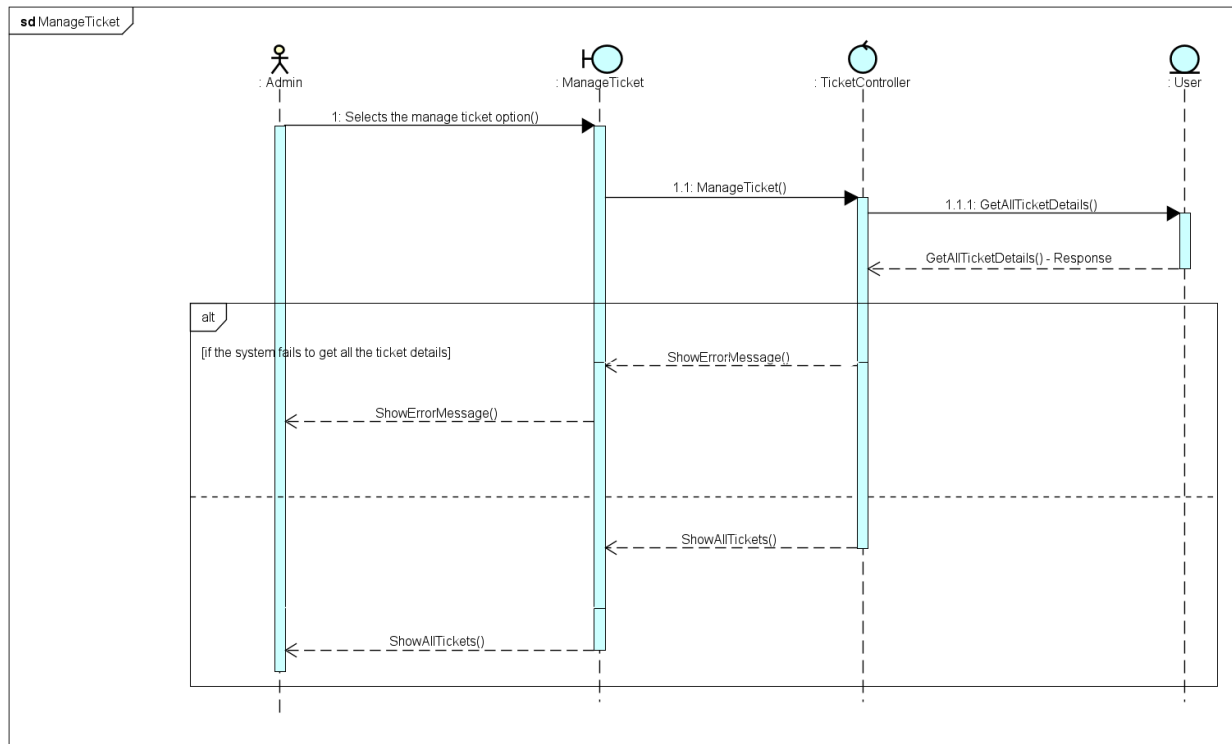 sd ManageTicket
: Admin
: ManageTicket
: TicketController
: User
1: Selects the manage ticket option()
1.1: ManageTicket()
1.1.1: GetAllTicketDetails()
GetAllTicketDetails() - Response
alt
[if the system fails to get all the ticket details]
ShowErrorMessage()
ShowErrorMessage()
ShowAllTickets()
ShowAllTickets()